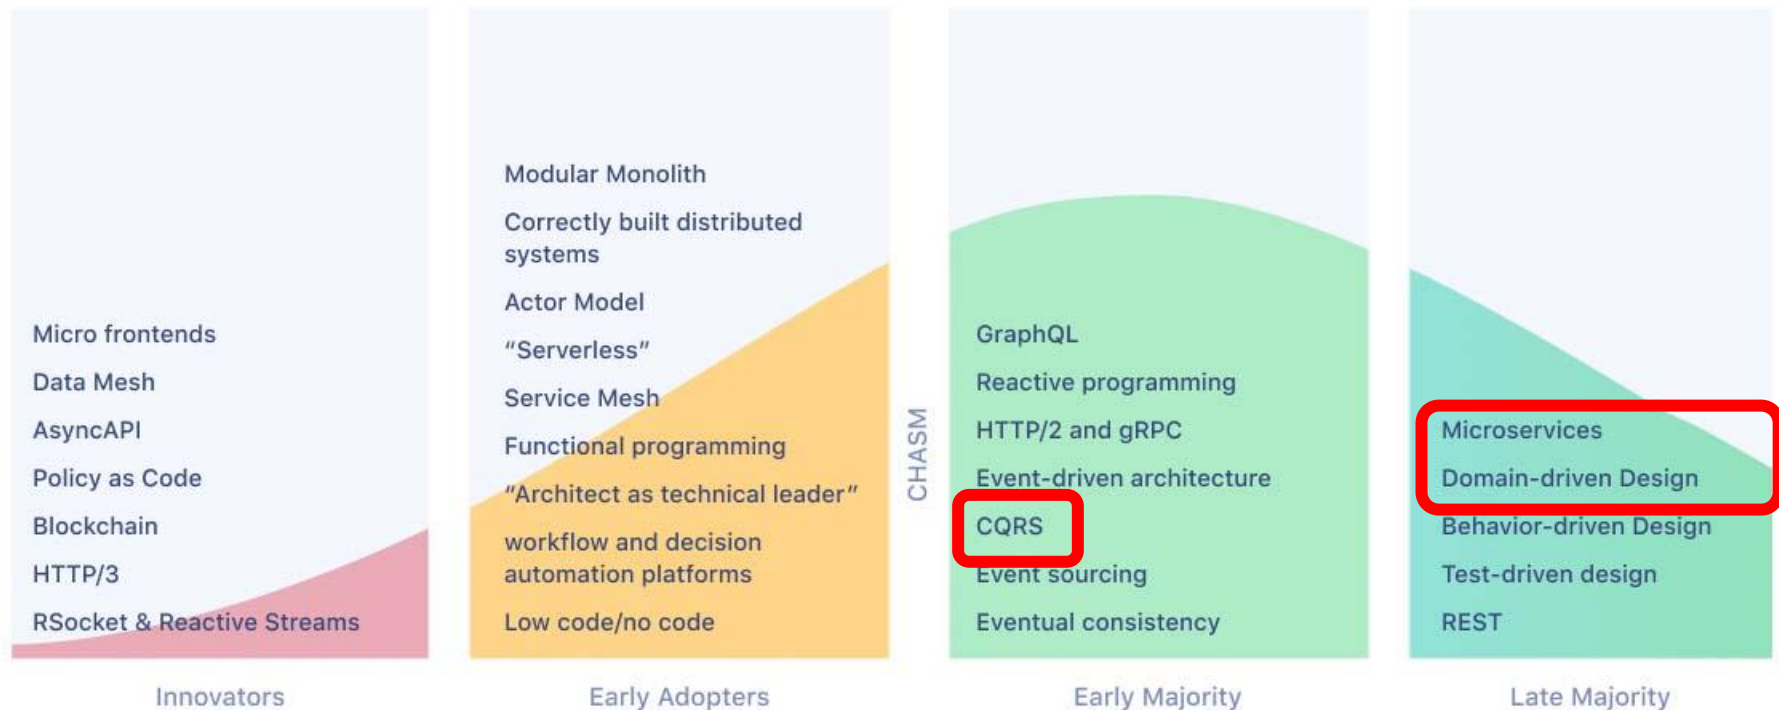 Micro frontends
Data Mesh
AsyncAPI
Policy as Code
Blockchain
HTTP/3
RSocket & Reactive Streams
Innovators
Modular Monolith
Correctly built distributed
systems
Actor Model
“Serverless”
Service Mesh
Functional programming
“Architect as technical leader”
workflow and decision
automation platforms
Low code/no code
Early Adopters
CHASM
GraphQL
Reactive programming
HTTP/2 and gRPC
Event-driven architecture
CQRS
Event sourcing
Eventual consistency
Early Majority
Microservices
Domain-driven Design
Behavior-driven Design
Test-driven design
REST
Late Majority